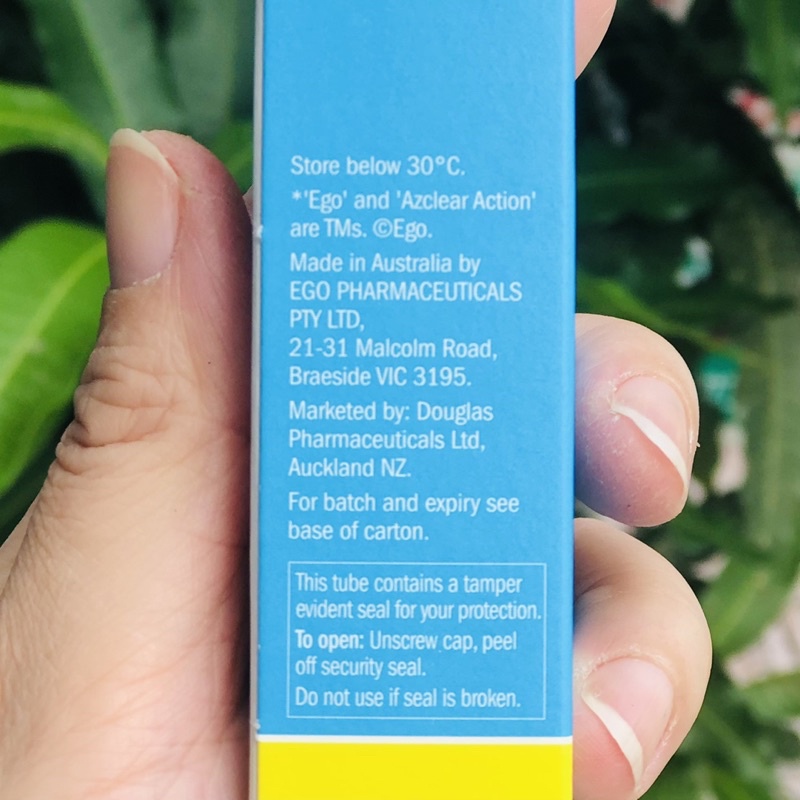 Store below 30°C.
*'Ego' and 'Azclear Action'
are TMs. ©Ego.
Made in Australia by
EGO PHARMACEUTICALS
PTY LTD,
21-31 Malcolm Road,
Braeside VIC 3195.
Marketed by: Douglas
Pharmaceuticals Ltd,
Auckland NZ.
For batch and expiry see
base of carton.
This tube contains a tamper
evident seal for your protection.
To open: Unscrew cap, peel
off security seal.
Do not use if seal is broken.